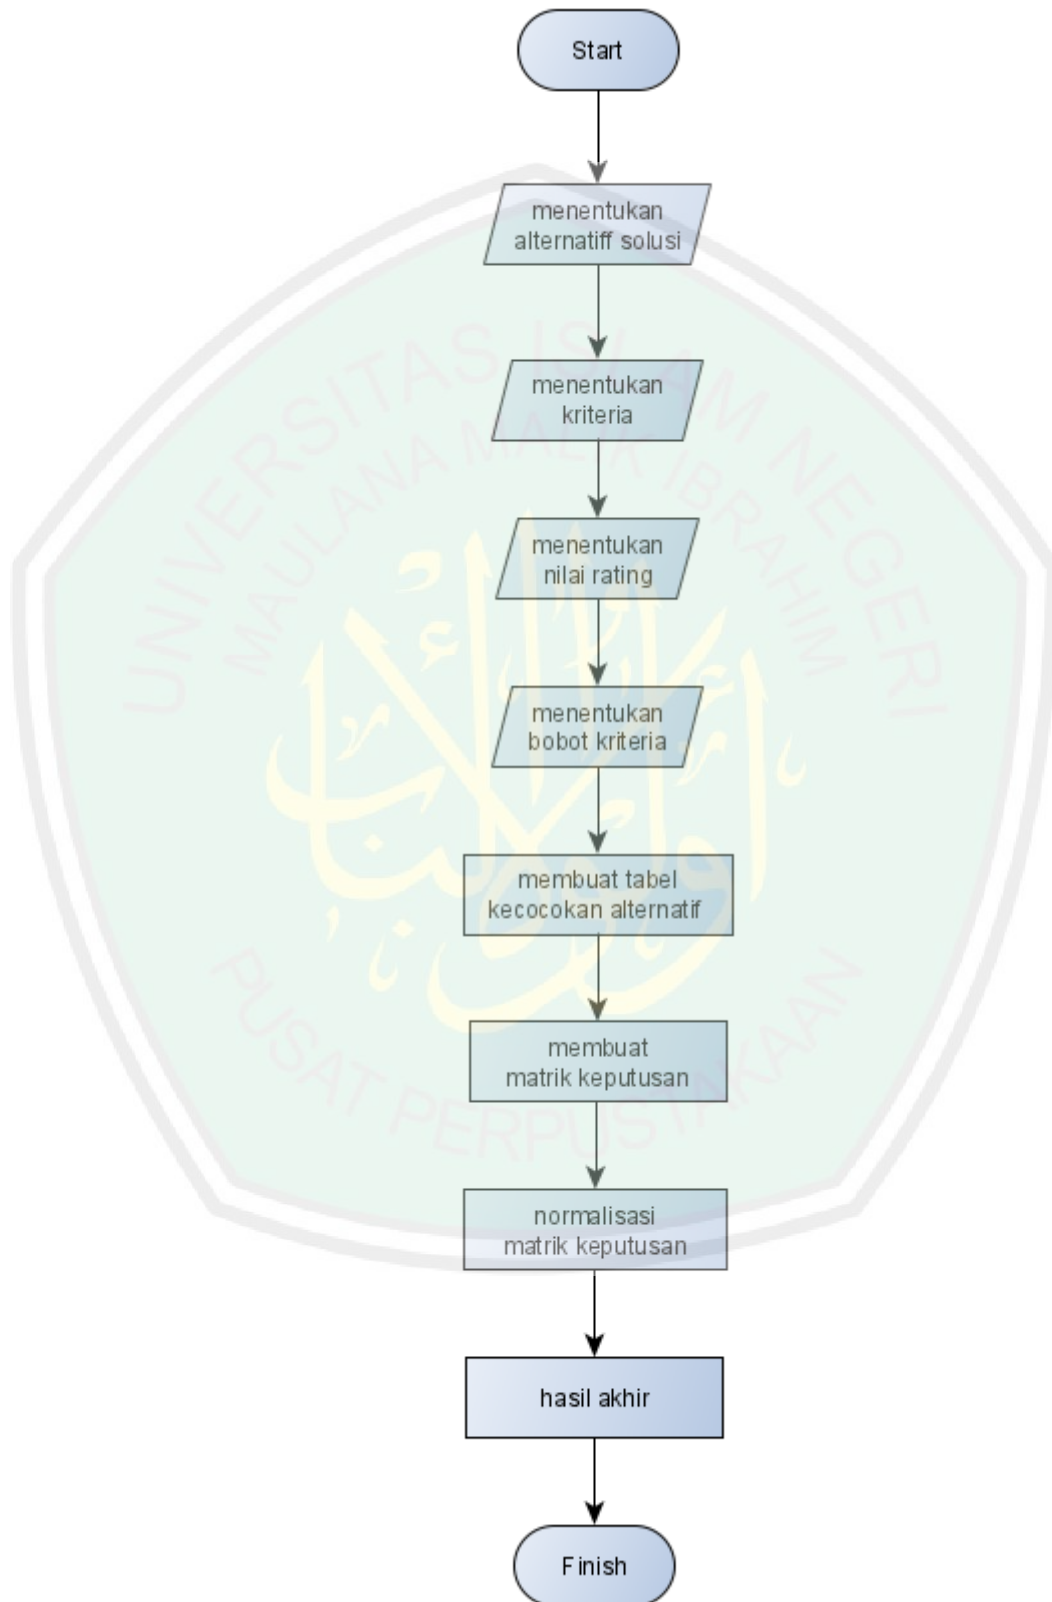 Start
menentukan
alternatiff solusi
menentukan
kriteria
menentukan
nilai rating
menentukan
bobot kriteria
membuat tabel
kecocokan alternatif
membuat
matrik keputusan
normalisasi
matrik keputusan
hasil akhir
Finish
UNIVERSITAS ISLAM NEGERI
MAULANA MALIK IBRAHIM
PUSAT PERPUSTAKAAN